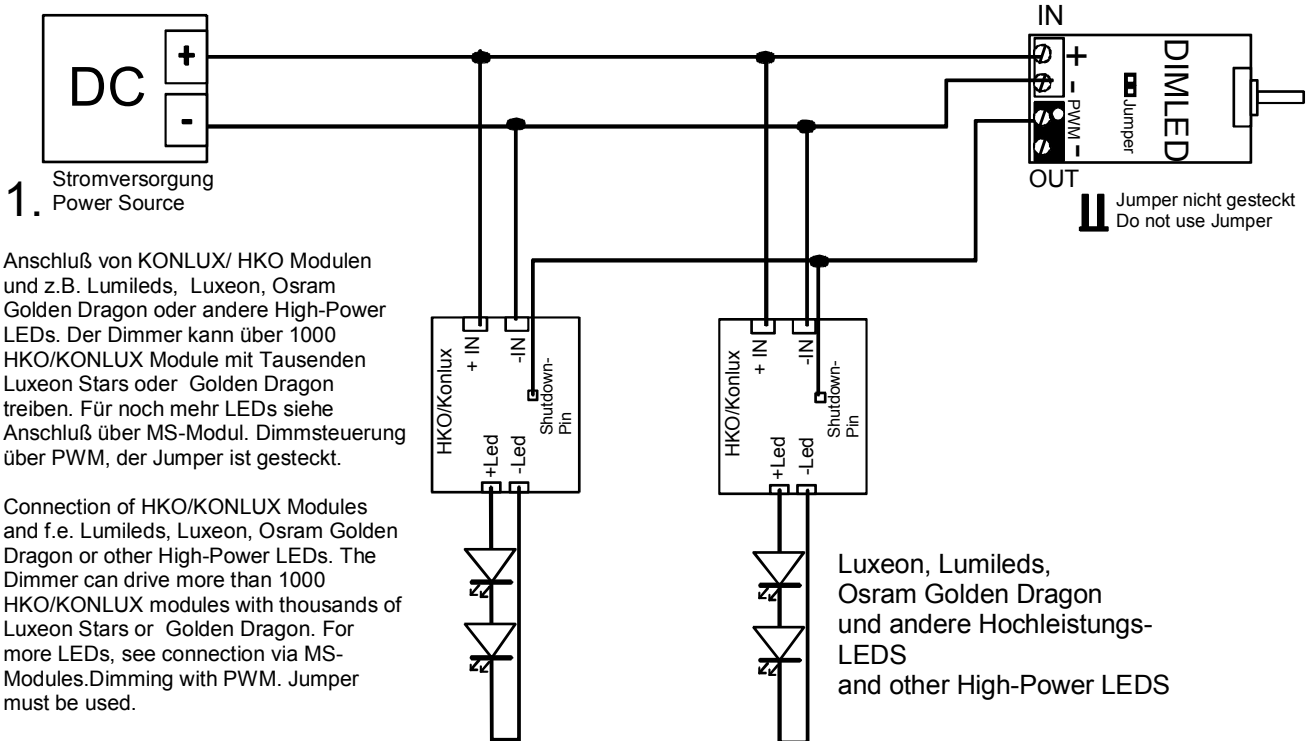 IN
DC
+
-
+
-
PWM
-
Jumper
DIMLED
OUT
1.
Stromversorgung
Power Source
Jumper nicht gesteckt
Do not use Jumper
Anschluß von KONLUX/ HKO Modulen
und z.B. Lumileds, Luxeon, Osram
Golden Dragon oder andere High-Power
LEDs. Der Dimmer kann über 1000
HKO/KONLUX Module mit Tausenden
Luxeon Stars oder Golden Dragon
treiben. Für noch mehr LEDs siehe
Anschluß über MS-Modul. Dimmsteuerung
über PWM, der Jumper ist gesteckt.
Connection of HKO/KONLUX Modules
and f.e. Lumileds, Luxeon, Osram Golden
Dragon or other High-Power LEDs. The
Dimmer can drive more than 1000
HKO/KONLUX modules with thousands of
Luxeon Stars or Golden Dragon. For
more LEDs, see connection via MS-
Modules.Dimming with PWM. Jumper
must be used.
HKO/Konlux
+ IN
-IN
Shutdown-
Pin
+Led
-Led
HKO/Konlux
+ IN
-IN
Shutdown-
Pin
+Led
-Led
Luxeon, Lumileds,
Osram Golden Dragon
und andere Hochleistungs-
LEDS
and other High-Power LEDS